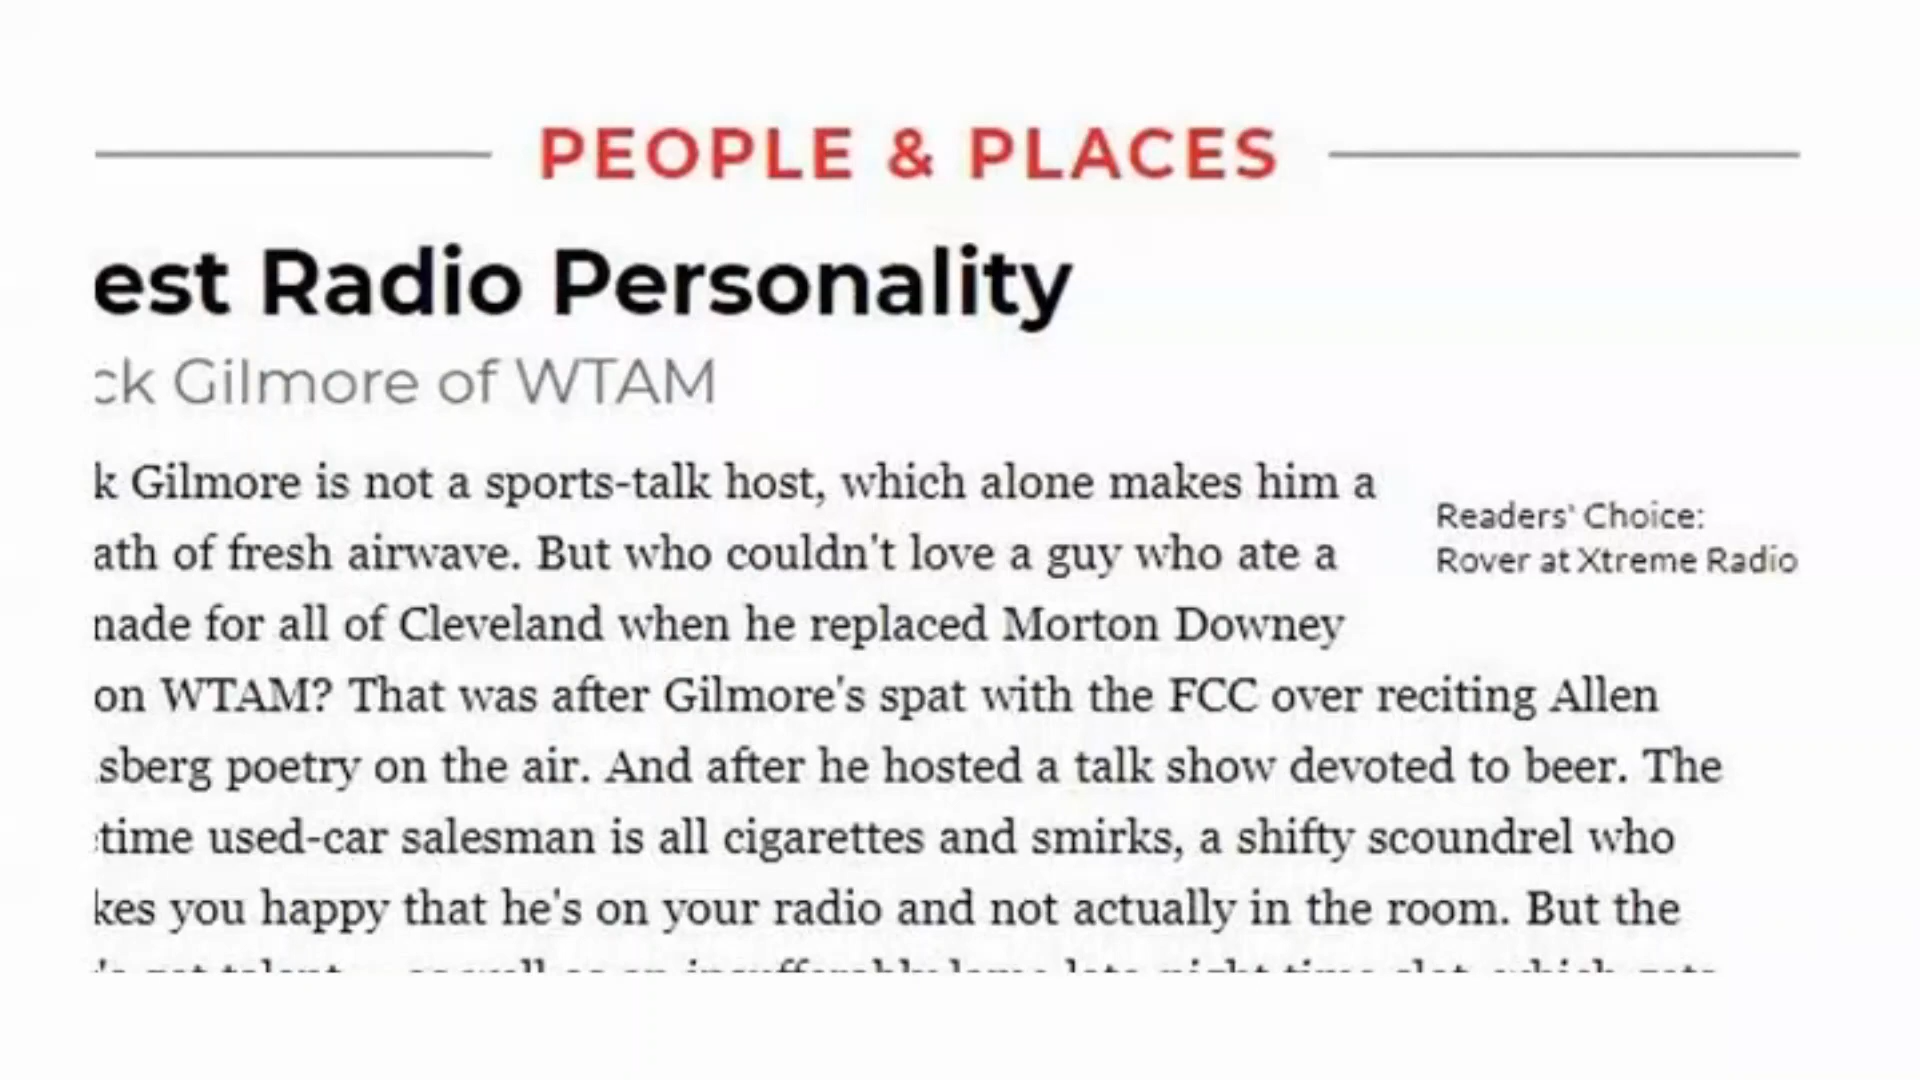 PEOPLE & PLACES
est Radio Personality
ck Gilmore of WTAM
k Gilmore is not a sports-talk host, which alone makes him a
ath of fresh airwave. But who couldn't love a guy who ate a
nade for all of Cleveland when he replaced Morton Downey
on WTAM? That was after Gilmore's spat with the FCC over reciting Allen
sberg poetry on the air. And after he hosted a talk show devoted to beer. The
time used-car salesman is all cigarettes and smirks, a shifty scoundrel who
kes you happy that he's on your radio and not actually in the room. But the
Readers' Choice:
Rover at Xtreme Radio